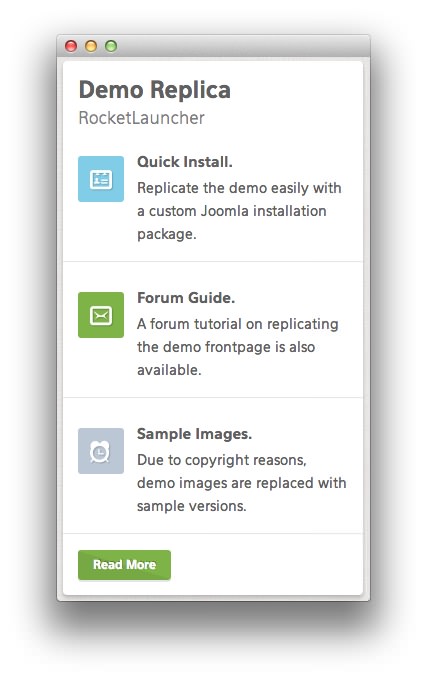 Demo Replica
RocketLauncher
Quick Install.
Replicate the demo easily with
a custom Joomla installation
package.
Forum Guide.
A forum tutorial on replicating
the demo frontpage is also
available.
Sample Images.
Due to copyright reasons,
demo images are replaced with
sample versions.
Read More